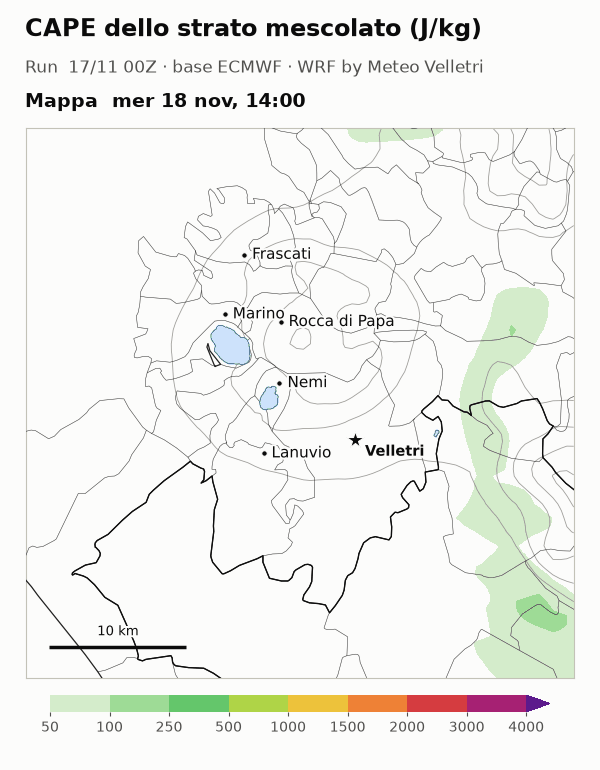 CAPE dello strato mescolato (J/kg)
Run  17/11 00Z · base ECMWF · WRF by Meteo Velletri
Mappa  mer 18 nov, 14:00
Frascati
Marino
Rocca di Papa
Nemi
Velletri
Lanuvio
10 km
50 100 250 500 1000 1500 2000 3000 4000